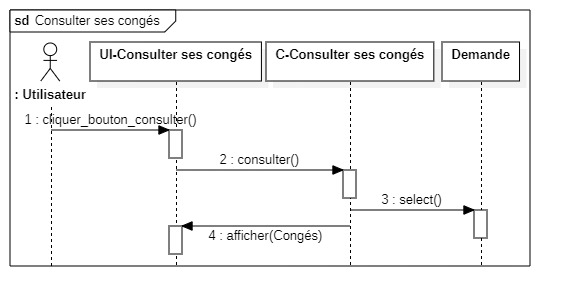 sd Consulter ses congés
UI-Consulter ses congés
C-Consulter ses congés
Demande
: Utilisateur
1 : cliquer_bouton_consulter()
2 : consulter()
3 : select()
4 : afficher(Congés)